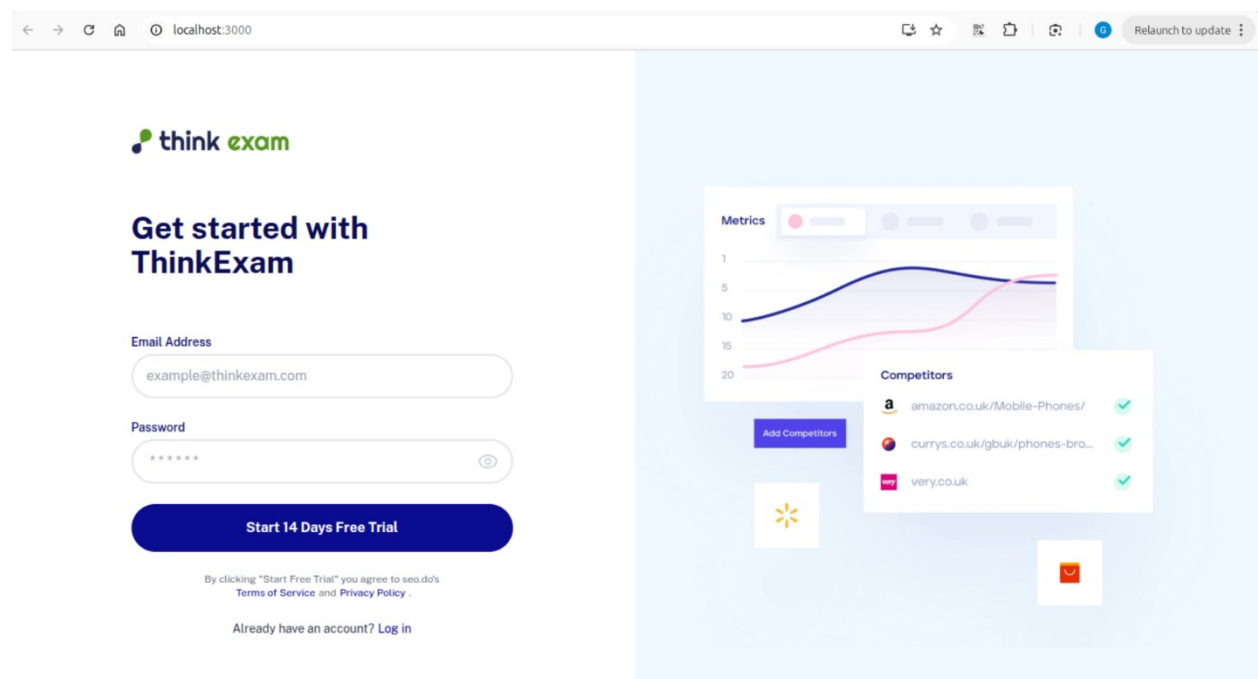 localhost:3000
G
Relaunch to update
think exam
Get started with
ThinkExam
Email Address
example@thinkexam.com
Password
******
Start 14 Days Free Trial
By clicking "Start Free Trial" you agree to seo.do's
Terms of Service and Privacy Policy .
Already have an account? Log in
Metrics
1
5
10
15
20
Add Competitors
Competitors
a amazon.co.uk/Mobile-Phones/
currys.co.uk/gbuk/phones-bro...
very very.co.uk